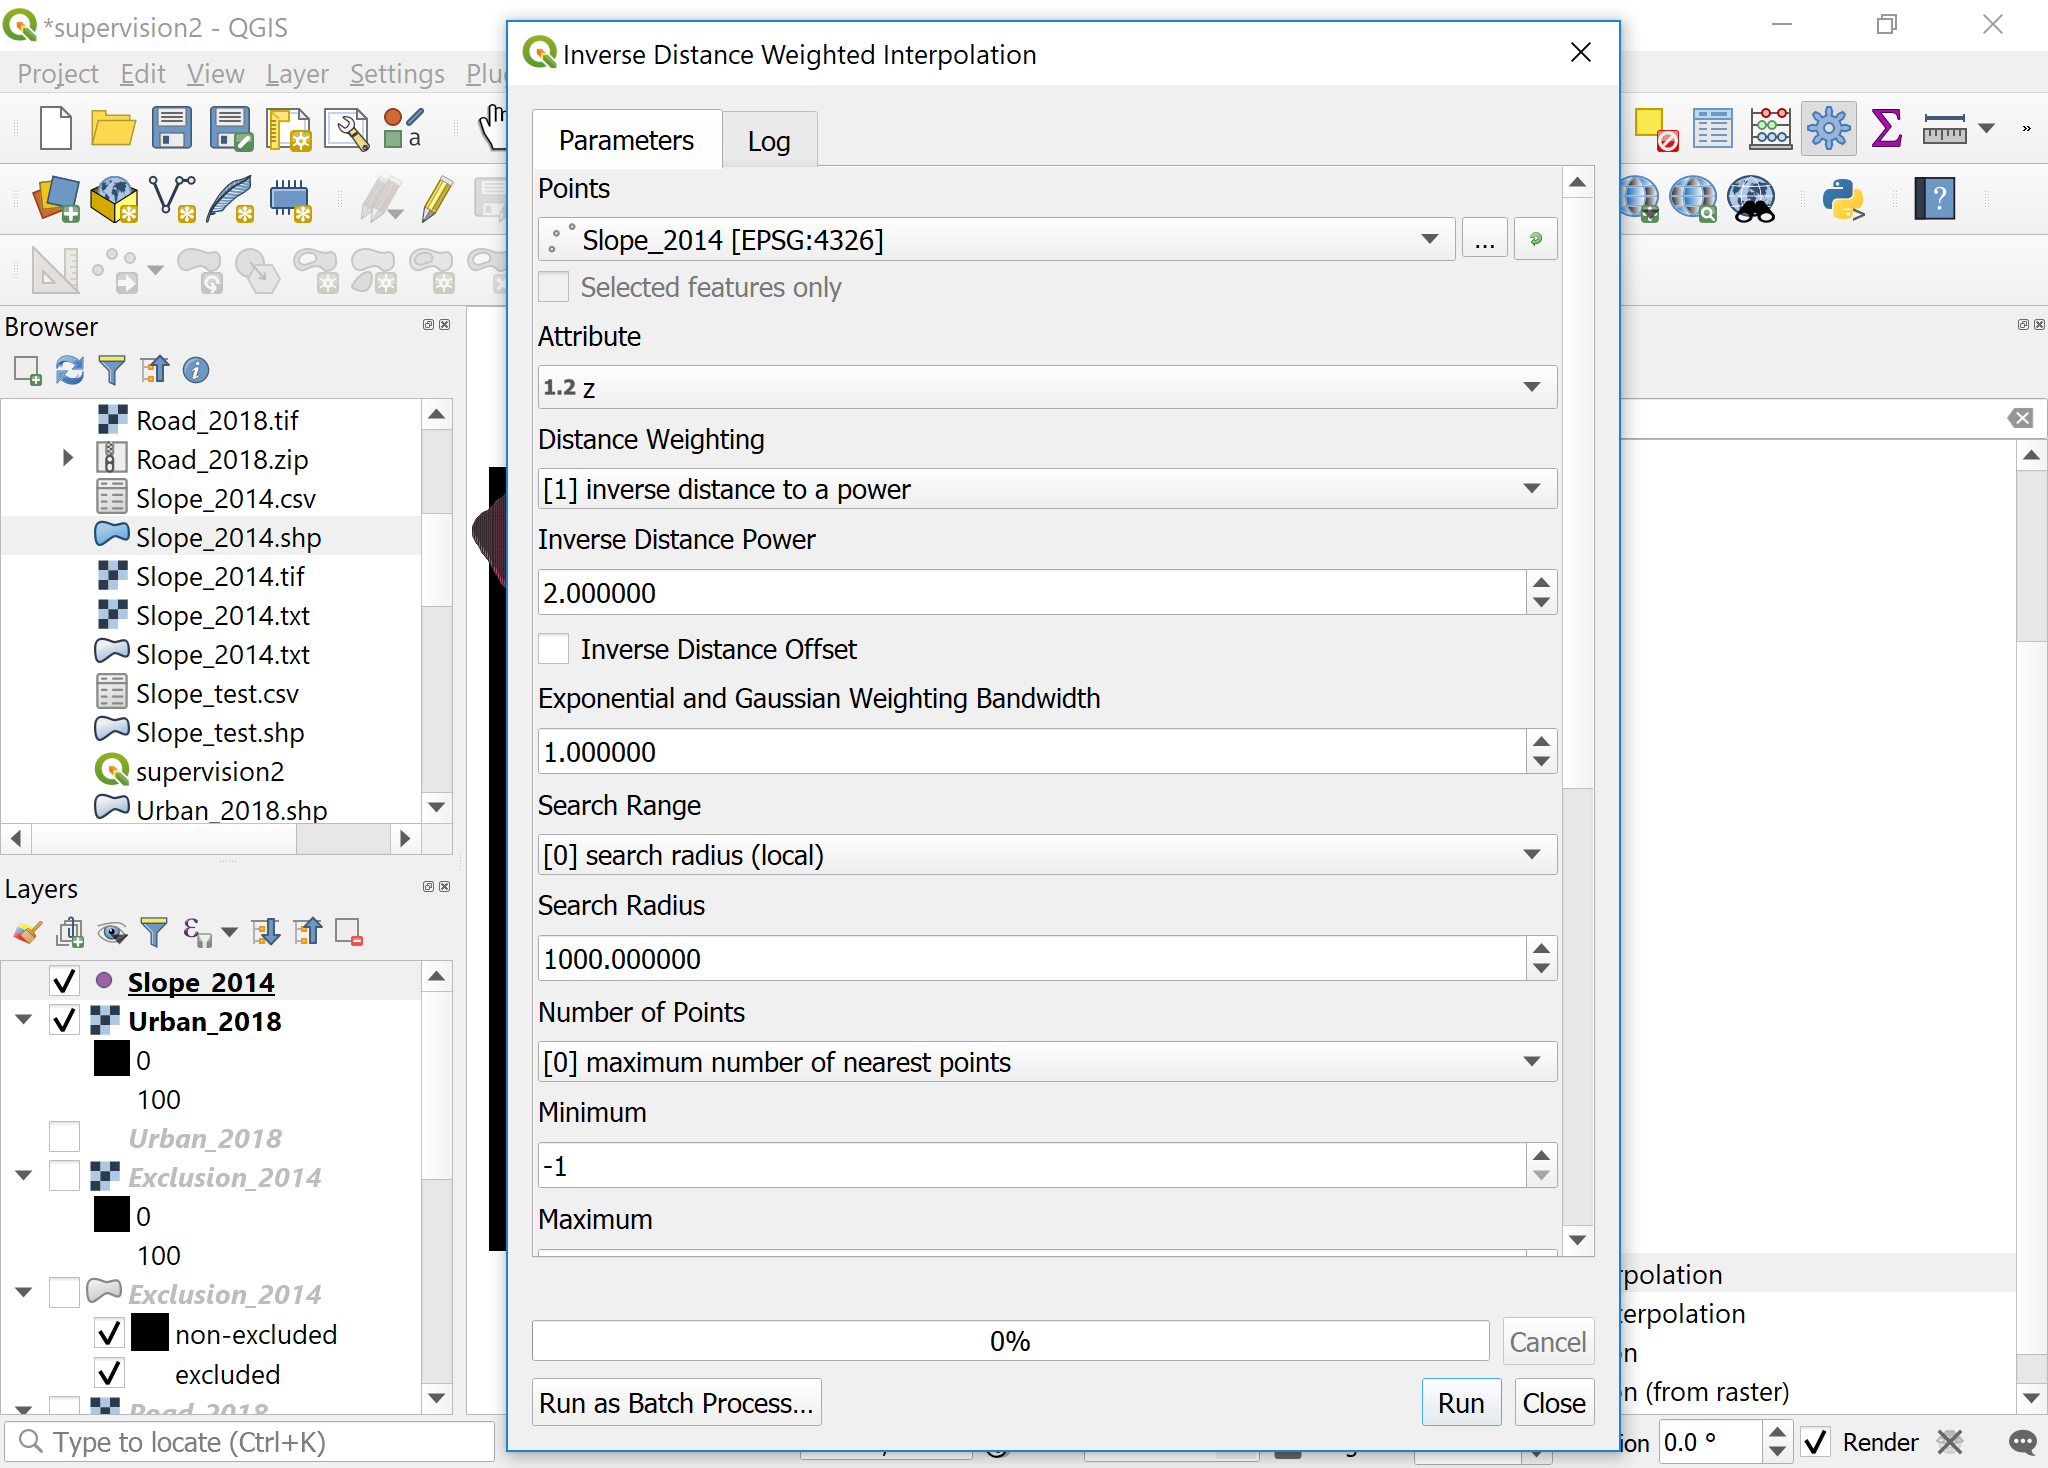 *supervision2 - QGIS
Project Edit View Layer Settings Plu
a
»
Browser
Road_2018.tif
Road_2018.zip
Slope_2014.csv
Slope_2014.shp
Slope_2014.tif
Slope_2014.txt
Slope_2014.txt
Slope_test.csv
Slope_test.shp
supervision2
Urban_2018.shp
Layers
Slope_2014
Urban_2018
0
100
Urban_2018
Exclusion_2014
0
100
Exclusion_2014
non-excluded
excluded
Road_2018
Type to locate (Ctrl+K)
Inverse Distance Weighted Interpolation
Parameters Log
Points
Slope_2014 [EPSG:4326]
...
Selected features only
Attribute
1.2 z
Distance Weighting
[1] inverse distance to a power
Inverse Distance Power
2.000000
Inverse Distance Offset
Exponential and Gaussian Weighting Bandwidth
1.000000
Search Range
[0] search radius (local)
Search Radius
1000.000000
Number of Points
[0] maximum number of nearest points
Minimum
-1
Maximum
0% Cancel
Run as Batch Process... Run Close
polation
erpolation
n
n (from raster)
ion 0.0 ° Render